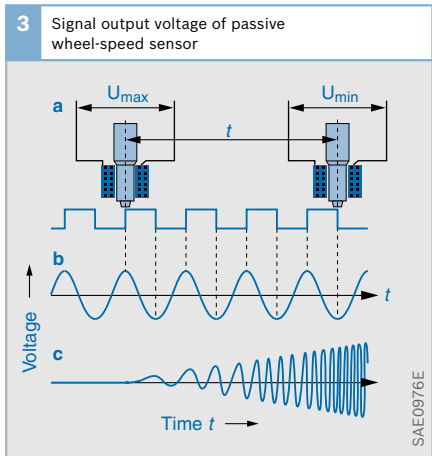 3
Signal output voltage of passive
wheel-speed sensor
a
Umax
Umin
t
b
t
Voltage
c
Time t
SAE0976E